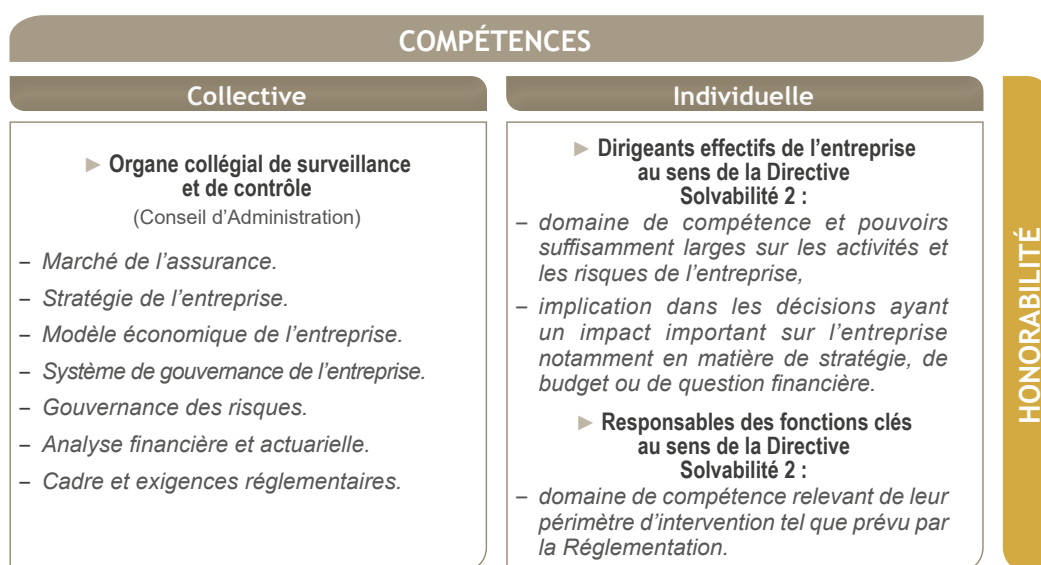 COMPÉTENCES
Collective
► Organe collégial de surveillance
et de contrôle
(Conseil d’Administration)
– Marché de l’assurance.
– Stratégie de l’entreprise.
– Modèle économique de l’entreprise.
– Système de gouvernance de l’entreprise.
– Gouvernance des risques.
– Analyse financière et actuarielle.
– Cadre et exigences réglementaires.
Individuelle
► Dirigeants effectifs de l’entreprise
au sens de la Directive
Solvabilité 2 :
– domaine de compétence et pouvoirs
suffisamment larges sur les activités et
les risques de l’entreprise,
– implication dans les décisions ayant
un impact important sur l’entreprise
notamment en matière de stratégie, de
budget ou de question financière.
► Responsables des fonctions clés
au sens de la Directive
Solvabilité 2 :
– domaine de compétence relevant de leur
périmètre d’intervention tel que prévu par
la Réglementation.
HONORABILITÉ